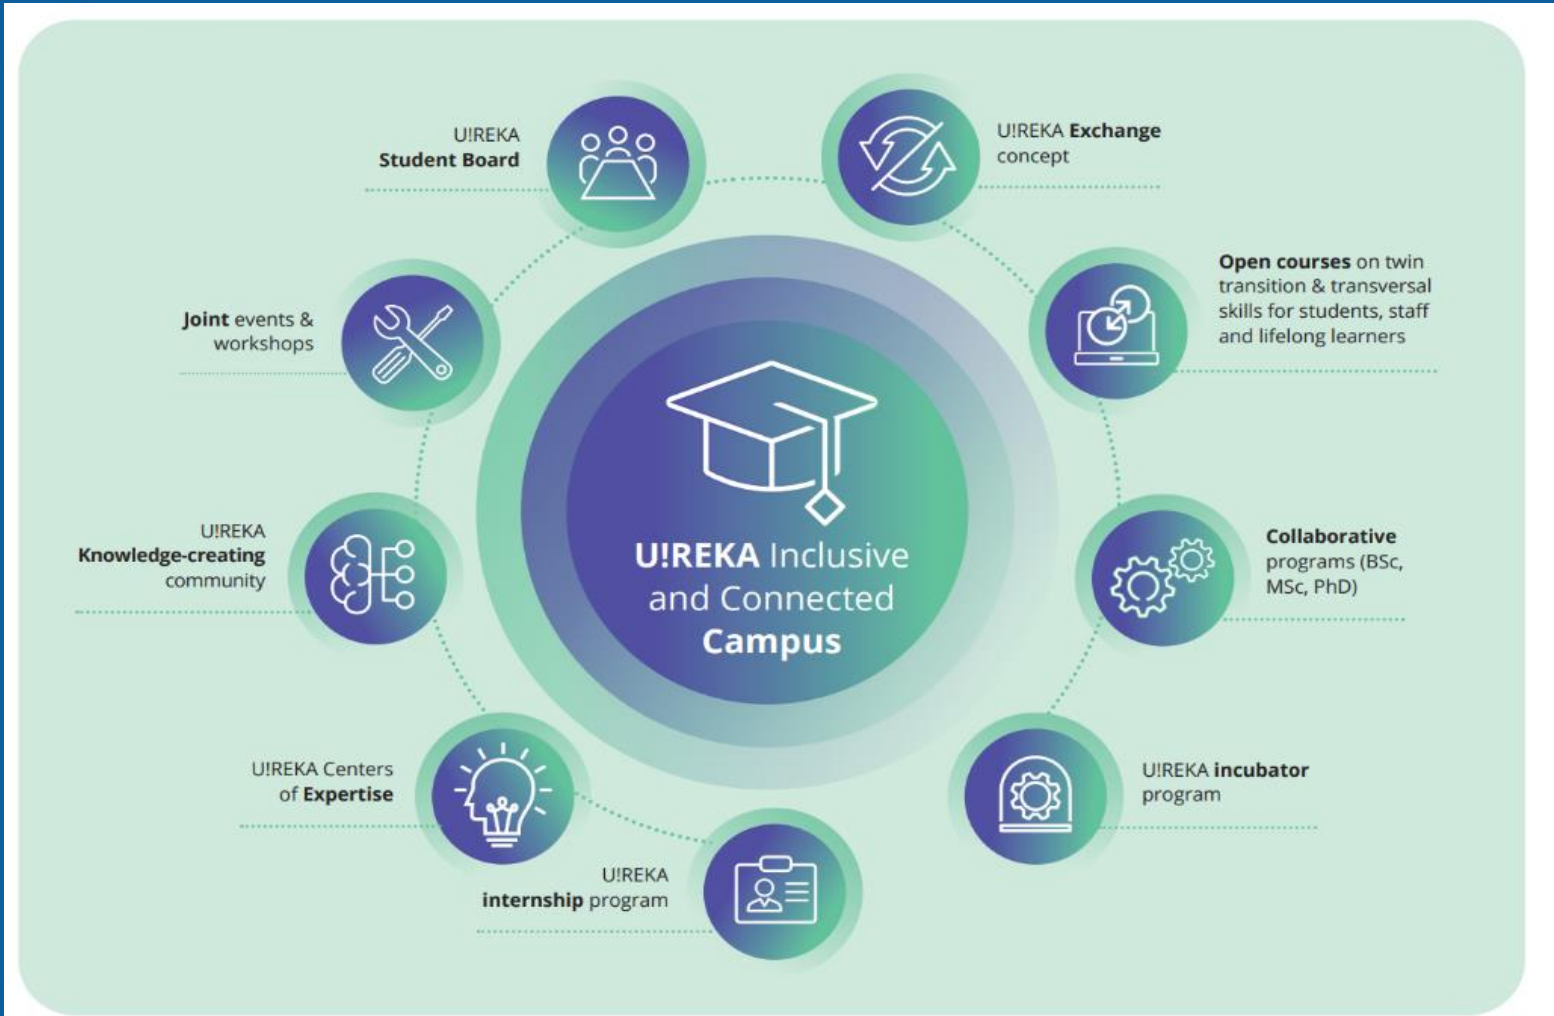 U!REKA
Student Board
U!REKA Exchange
concept
Open courses on twin
transition & transversal
skills for students, staff
and lifelong learners
Joint events &
workshops
U!REKA Inclusive
and Connected
Campus
U!REKA
Knowledge-creating
community
Collaborative
programs (BSc,
MSc, PhD)
U!REKA Centers
of Expertise
U!REKA incubator
program
U!REKA
internship program